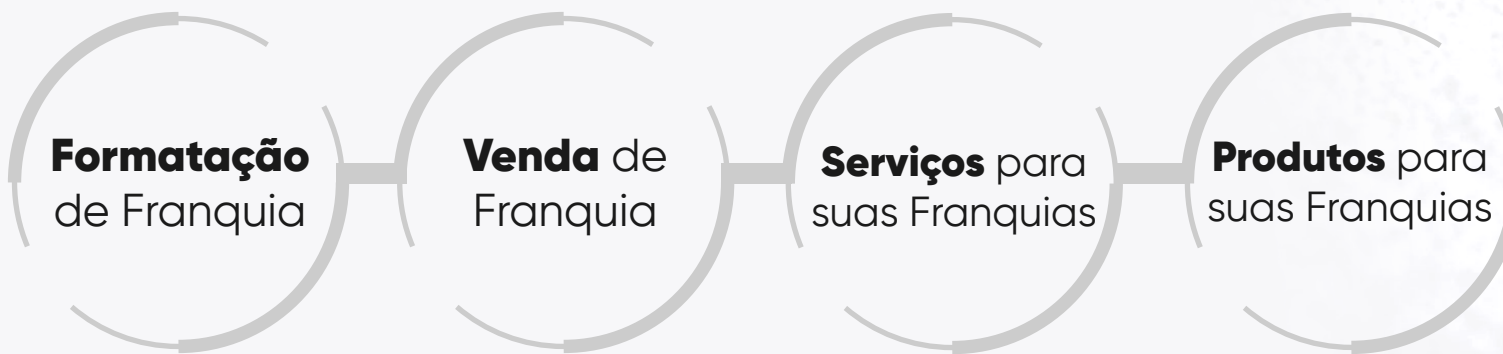 Formatação
de Franquia
Venda de
Franquia
Serviços para
suas Franquias
Produtos para
suas Franquias